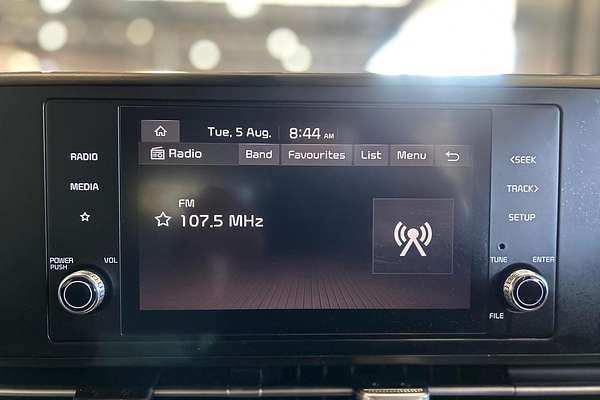 Tue, 5 Aug. 8:44 AM
RADIO
MEDIA
Radio Band Favourites List Menu
FM
107.5 MHz
<SEEK
TRACK>
SETUP
POWER PUSH VOL
TUNE ENTER
FILE